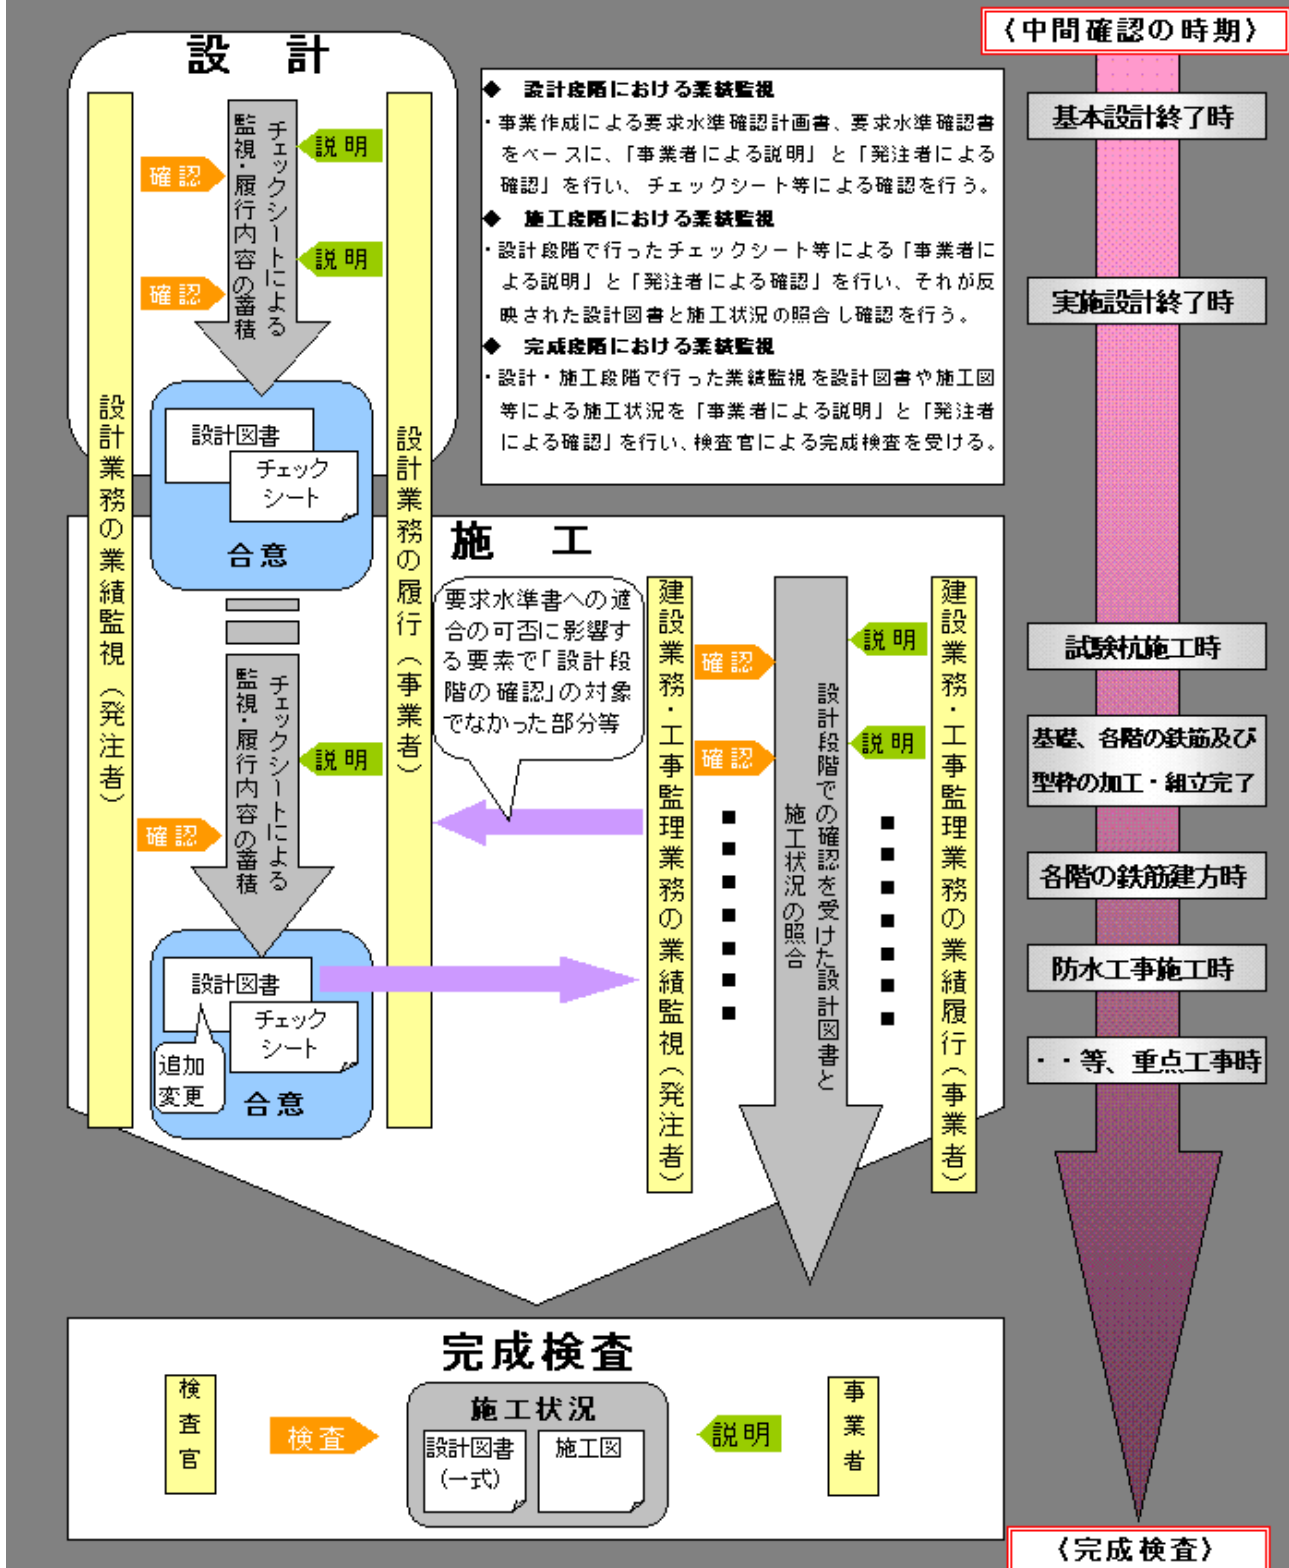 設 計
〈中間確認の時期〉
監視・履行内容の蓄積
チェックシートによる
説明
確認
説明
確認
設計図書
チェック
シート
合意
設計業務の業績監視（発注者）
設計業務の履行（事業者）
◆ 設計段階における業績監視
・事業作成による要求水準確認計画書、要求水準確認書
をベースに、「事業者による説明」と「発注者による
確認」を行い、チェックシート等による確認を行う。
◆ 施工段階における業績監視
・設計段階で行ったチェックシート等による「事業者に
よる説明」と「発注者による確認」を行い、それが反
映された設計図書と施工状況の照合し確認を行う。
◆ 完成段階における業績監視
・設計・施工段階で行った業績監視を設計図書や施工図
等による施工状況を「事業者による説明」と「発注者
による確認」を行い、検査官による完成検査を受ける。
基本設計終了時
実施設計終了時
施 工
要求水準書への適
合の可否に影響す
る要素で「設計段
階の確認」の対象
でなかった部分等
チェックシートによる
監視・履行内容の蓄積
説明
確認
設計図書
チェック
シート
追加
変更
合意
建設業務・工事監理業務の業績監視（発注者）
確認
確認
設計段階での確認を受けた設計図書と
施工状況の照合
説明
説明
建設業務・工事監理業務の業績履行（事業者）
試験杭施工時
基礎、各階の鉄筋及び
型枠の加工・組立完了
各階の鉄筋建方時
防水工事施工時
・・等、重点工事時
完成検査
検査官
検査
施工状況
設計図書
（一式）
施工図
説明
事業者
〈完成検査〉